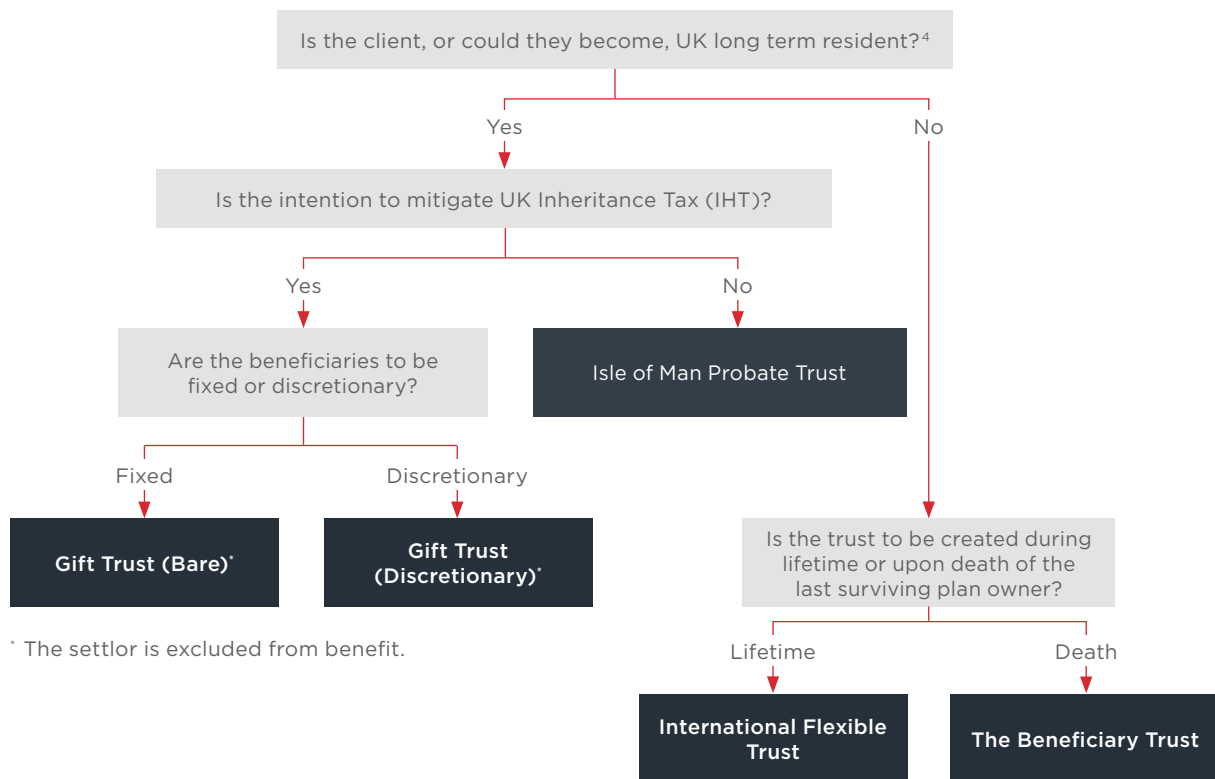 Is the client, or could they become, UK long term resident?⁴
Yes
No
Is the intention to mitigate UK Inheritance Tax (IHT)?
Yes
No
Are the beneficiaries to be
fixed or discretionary?
Isle of Man Probate Trust
Fixed
Discretionary
Gift Trust (Bare)*
Gift Trust
(Discretionary)*
Is the trust to be created during
lifetime or upon death of the
last surviving plan owner?
* The settlor is excluded from benefit.
Lifetime
Death
International Flexible
Trust
The Beneficiary Trust